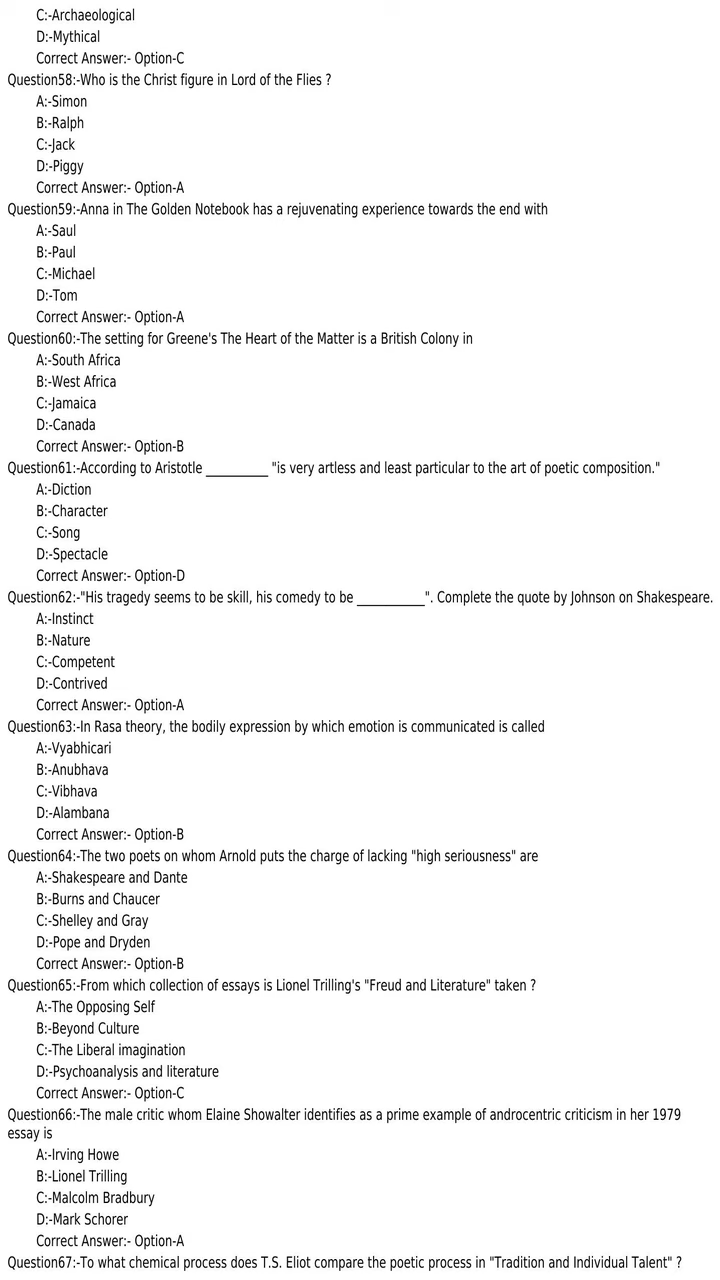 C:-Archaeological
D:-Mythical
Correct Answer:- Option-C
Question58:-Who is the Christ figure in Lord of the Flies ?
A:-Simon
B:-Ralph
C:-Jack
D:-Piggy
Correct Answer:- Option-A
Question59:-Anna in The Golden Notebook has a rejuvenating experience towards the end with
A:-Saul
B:-Paul
C:-Michael
D:-Tom
Correct Answer:- Option-A
Question60:-The setting for Greene's The Heart of the Matter is a British Colony in
A:-South Africa
B:-West Africa
C:-Jamaica
D:-Canada
Correct Answer:- Option-B
Question61:-According to Aristotle __________ "is very artless and least particular to the art of poetic composition."
A:-Diction
B:-Character
C:-Song
D:-Spectacle
Correct Answer:- Option-D
Question62:-"His tragedy seems to be skill, his comedy to be ___________". Complete the quote by Johnson on Shakespeare.
A:-Instinct
B:-Nature
C:-Competent
D:-Contrived
Correct Answer:- Option-A
Question63:-In Rasa theory, the bodily expression by which emotion is communicated is called
A:-Vyabhicari
B:-Anubhava
C:-Vibhava
D:-Alambana
Correct Answer:- Option-B
Question64:-The two poets on whom Arnold puts the charge of lacking "high seriousness" are
A:-Shakespeare and Dante
B:-Burns and Chaucer
C:-Shelley and Gray
D:-Pope and Dryden
Correct Answer:- Option-B
Question65:-From which collection of essays is Lionel Trilling's "Freud and Literature" taken ?
A:-The Opposing Self
B:-Beyond Culture
C:-The Liberal imagination
D:-Psychoanalysis and literature
Correct Answer:- Option-C
Question66:-The male critic whom Elaine Showalter identifies as a prime example of androcentric criticism in her 1979
essay is
A:-Irving Howe
B:-Lionel Trilling
C:-Malcolm Bradbury
D:-Mark Schorer
Correct Answer:- Option-A
Question67:-To what chemical process does T.S. Eliot compare the poetic process in "Tradition and Individual Talent" ?